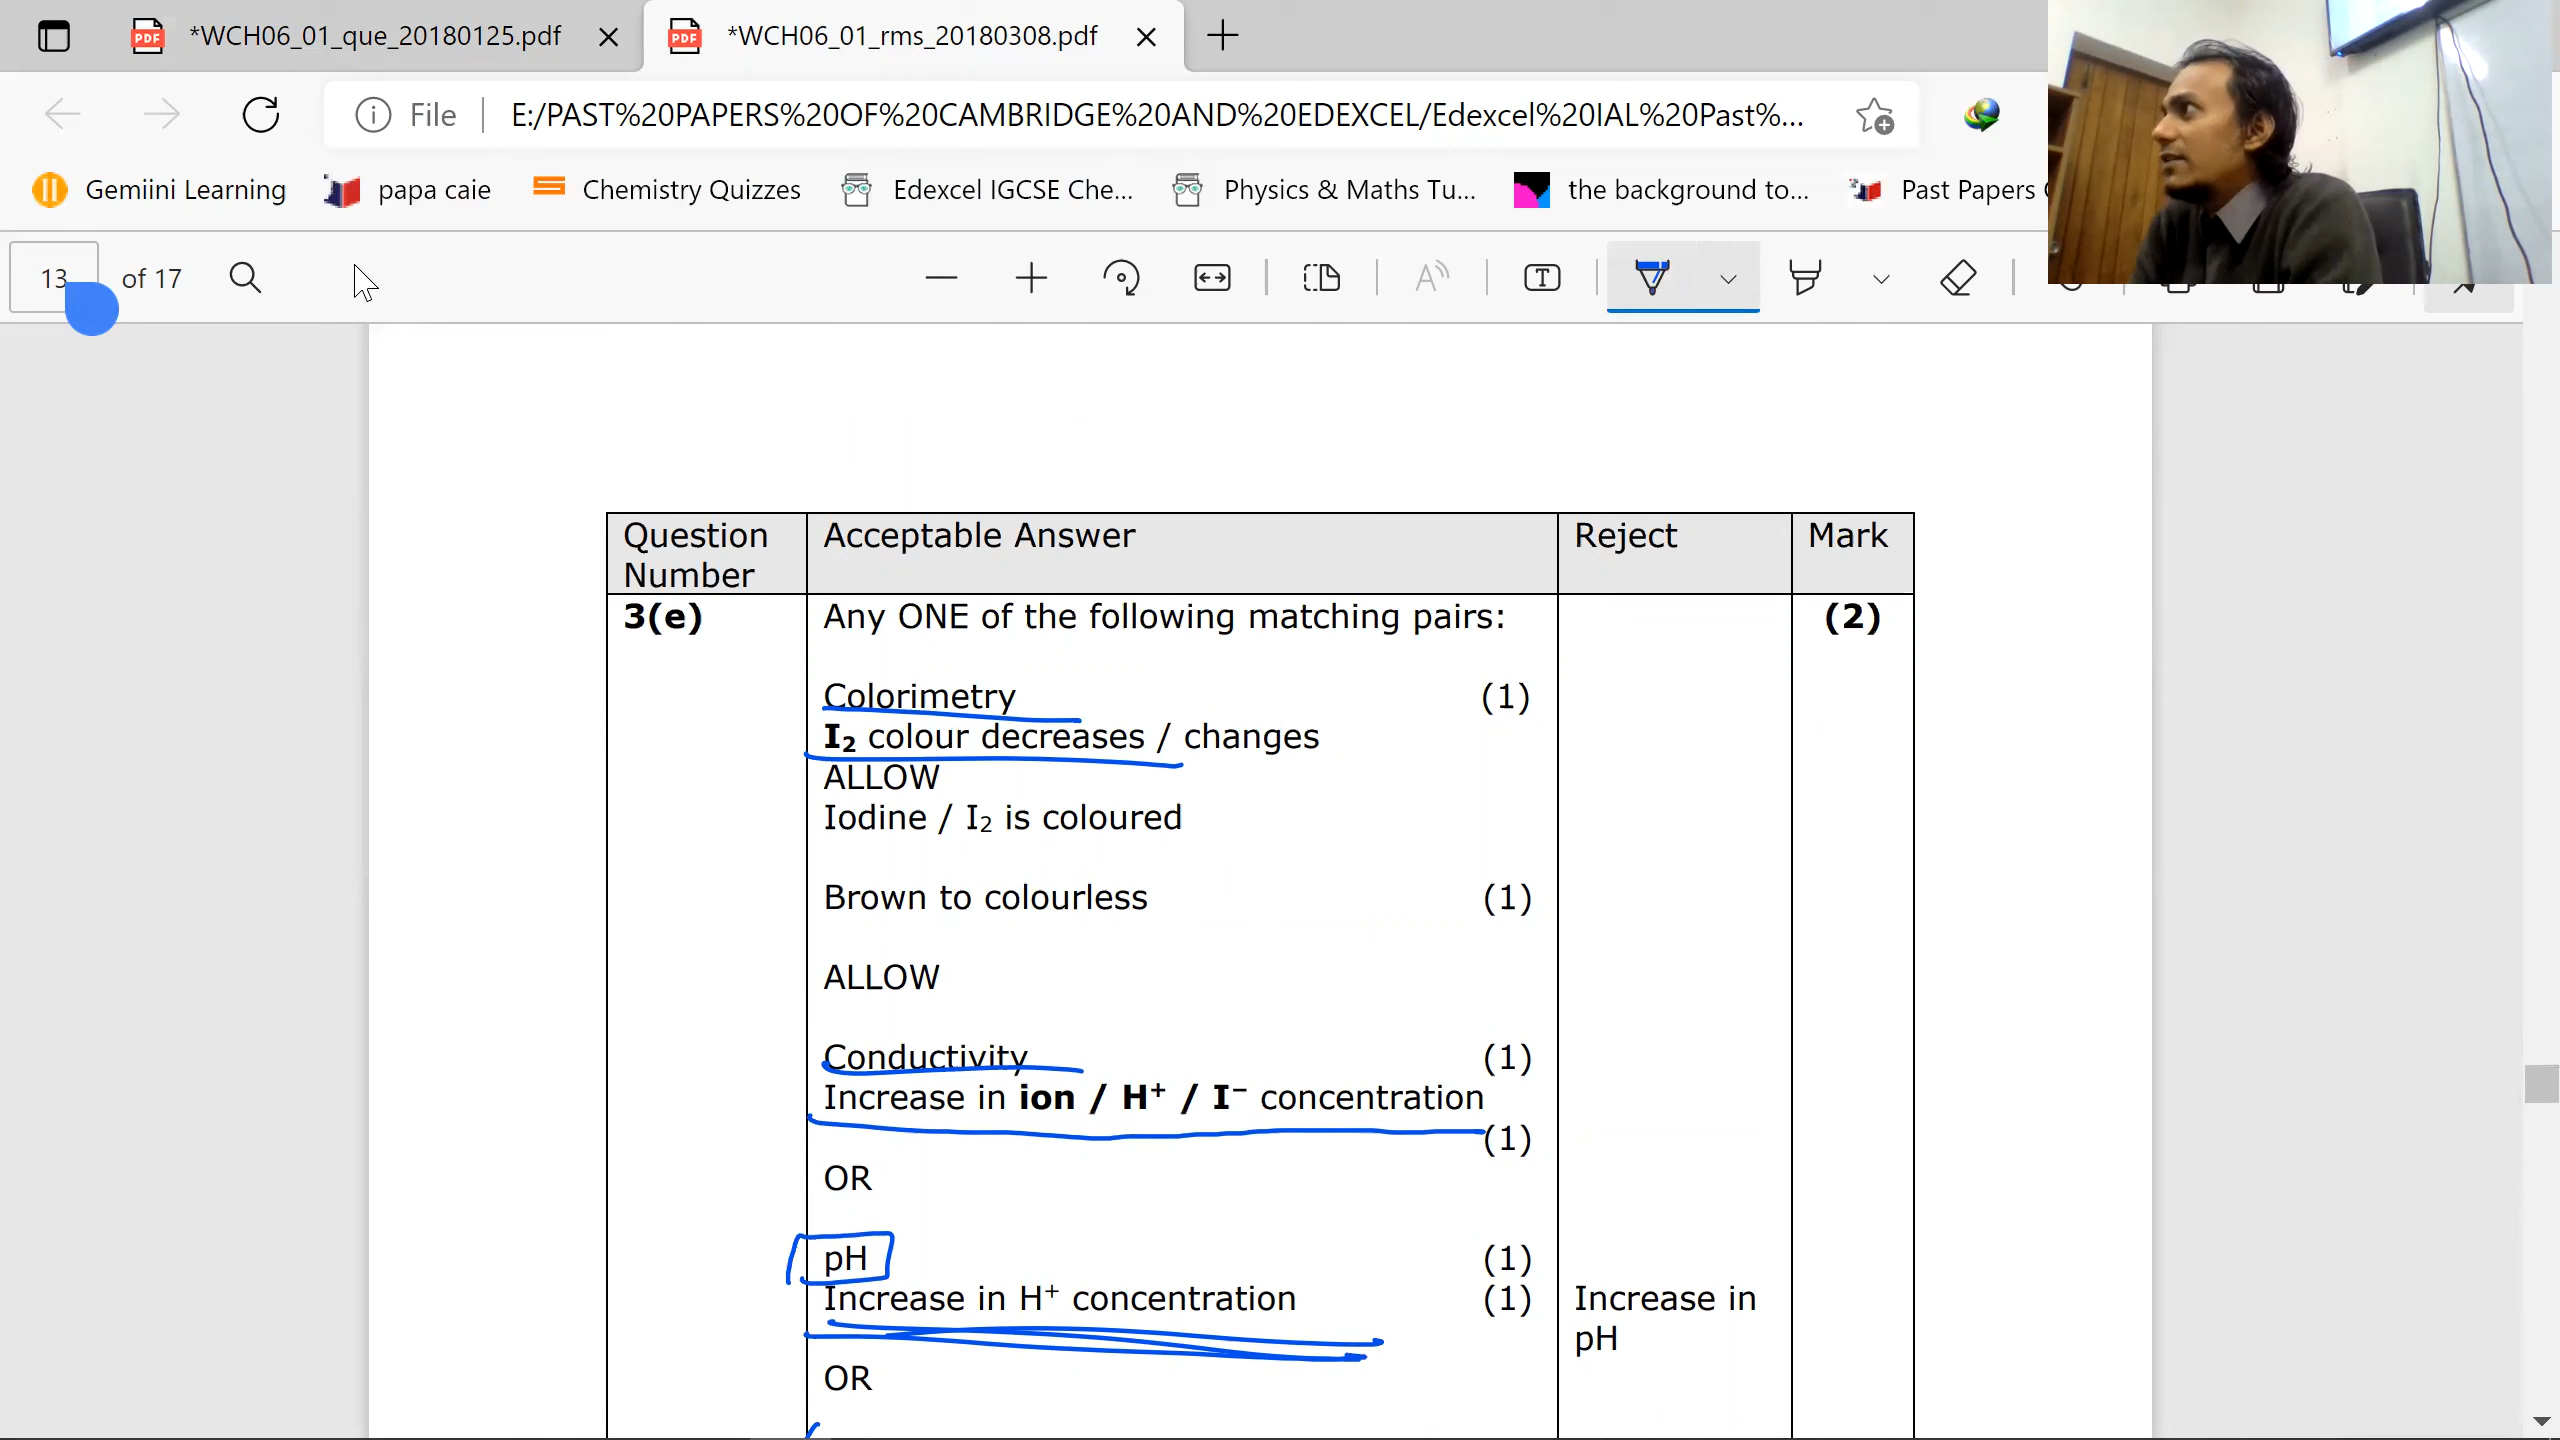 *WCH06_01_que_20180125.pdf
*WCH06_01_rms_20180308.pdf
File E:/PAST%20PAPERS%20OF%20CAMBRIDGE%20AND%20EDEXCEL/Edexcel%20IAL%20Past%...
Gemiini Learning papa caie Chemistry Quizzes Edexcel IGCSE Che... Physics & Maths Tu... the background to... Past Papers
13 of 17
Question Number Acceptable Answer Reject Mark
3(e) Any ONE of the following matching pairs: (2)
Colorimetry (1)
I₂ colour decreases / changes
ALLOW
Iodine / I₂ is coloured
Brown to colourless (1)
ALLOW
Conductivity (1)
Increase in ion / H⁺ / I⁻ concentration
(1)
OR
pH (1)
Increase in H⁺ concentration (1) Increase in pH
OR